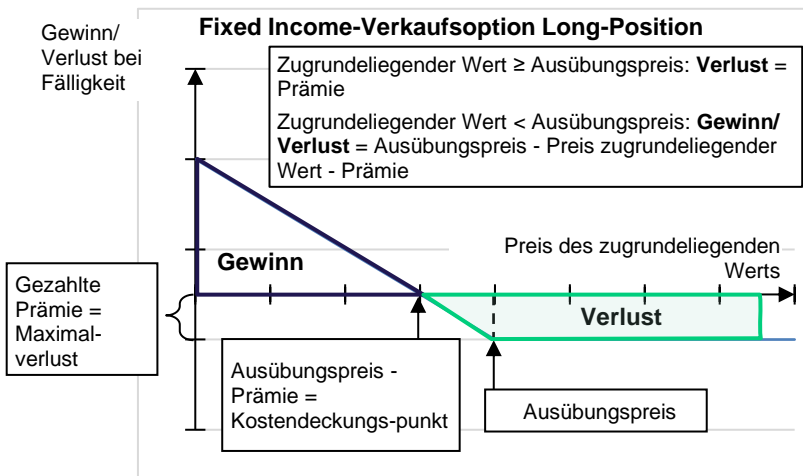 Gewinn/
Verlust bei
Fälligkeit
Fixed Income-Verkaufsoption Long-Position
Zugrundeliegender Wert ≥ Ausübungspreis: Verlust =
Prämie
Zugrundeliegender Wert < Ausübungspreis: Gewinn/
Verlust = Ausübungspreis - Preis zugrundeliegender
Wert - Prämie
Preis des zugrundeliegenden
Werts
Gewinn
Gezahlte
Prämie =
Maximal-
verlust
Verlust
Ausübungspreis -
Prämie =
Kostendeckungs-punkt
Ausübungspreis